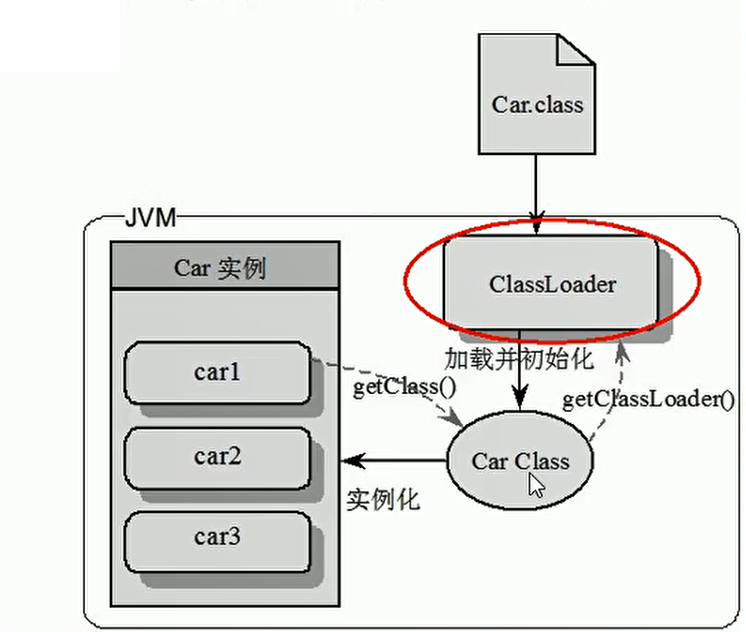 Car.class
JVM
Car 实例
ClassLoader
加载并初始化
car1
getClass()
getClassLoader()
car2
Car Class
实例化
car3